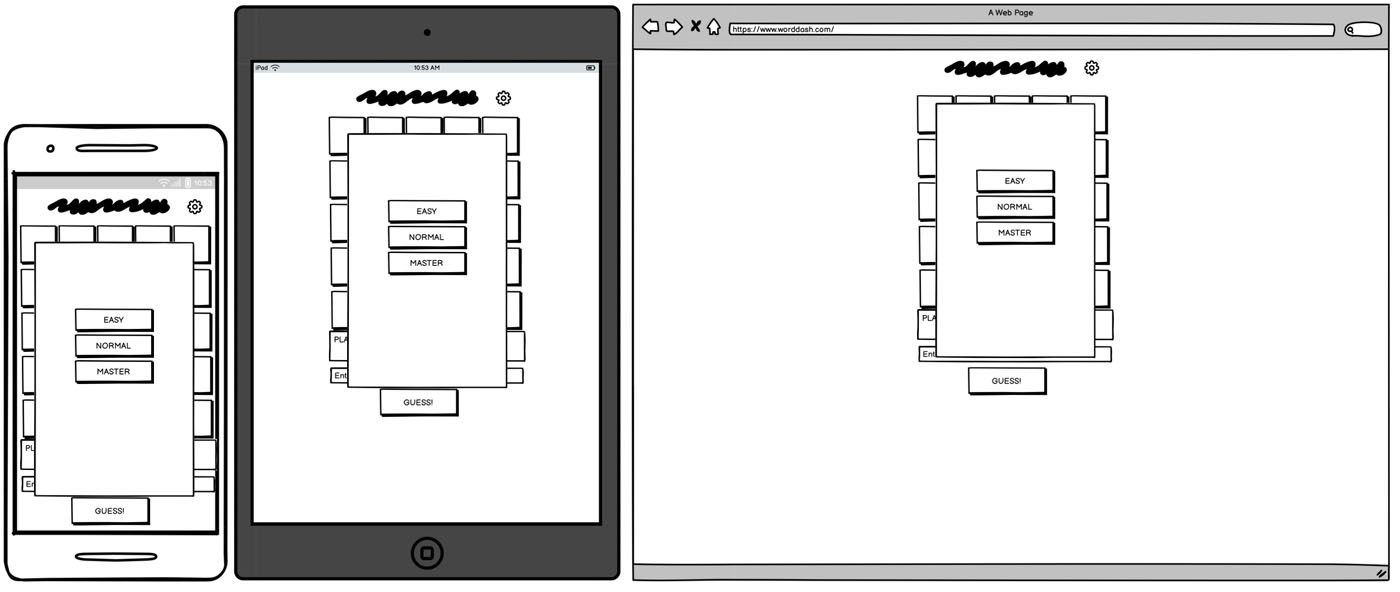 10:53
EASY
NORMAL
MASTER
PL
En
GUESS!
iPad
10:53 AM
EASY
NORMAL
MASTER
PLA
Ent
GUESS!
A Web Page
https://www.worddash.com/
EASY
NORMAL
MASTER
PLA
Ent
GUESS!